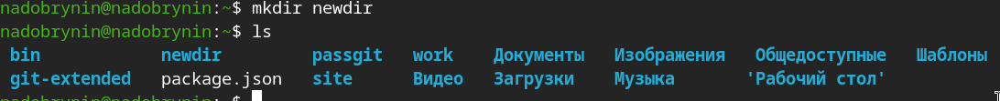 nadobrynin@nadobrynin:~$ mkdir newdir
nadobrynin@nadobrynin:~$ ls
bin newdir passgit work Документы Изображения Общедоступные Шаблоны
git-extended package.json site Видео Загрузки Музыка 'Рабочий стол'
nadobrynin@nadobrynin:~$